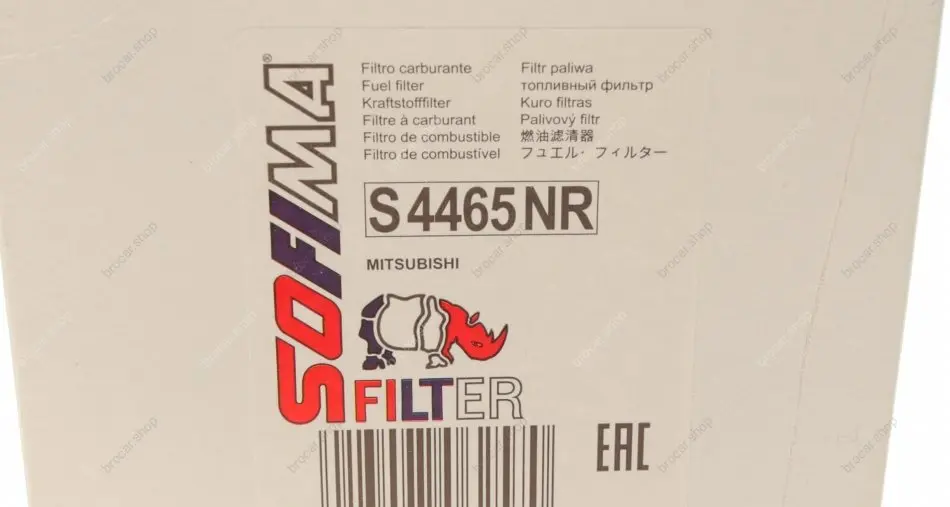 SOFIMA®
Filtro carburante
Fuel filter
Kraftstofffilter
Filtre à carburant
Filtro de combustible
Filtro de combustível
Filtr paliwa
топливный фильтр
Kuro filtras
Palivový filtr
燃油滤清器
フュエル・フィルター
S 4465 NR
MITSUBISHI
FILTER
EAC
brocar.shop